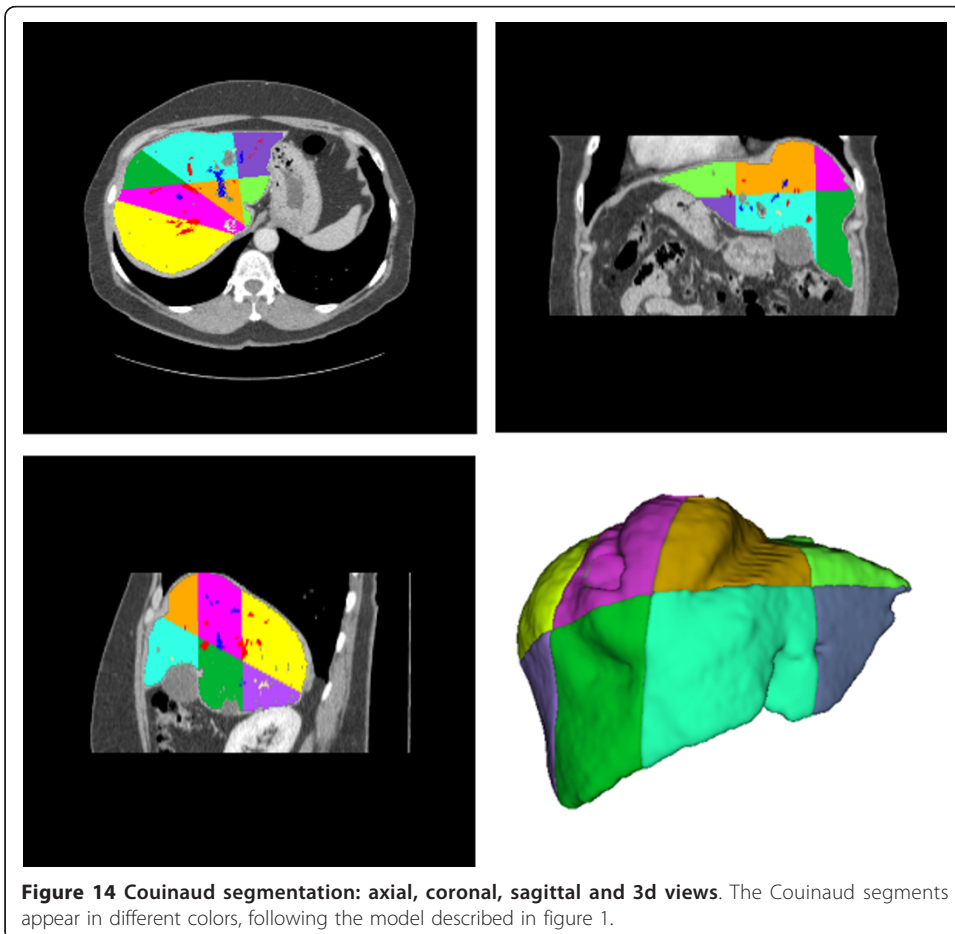 Figure 14 Couinaud segmentation: axial, coronal, sagittal and 3d views. The Couinaud segments
appear in different colors, following the model described in figure 1.